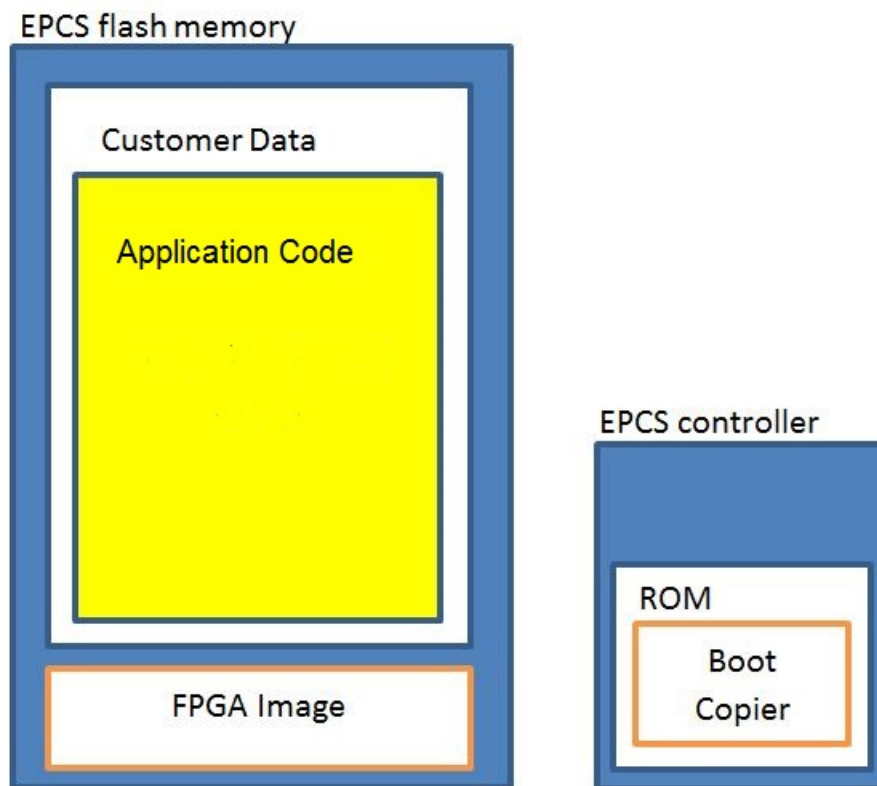 EPCS flash memory
Customer Data
Application Code
FPGA Image
EPCS controller
ROM
Boot
Copier